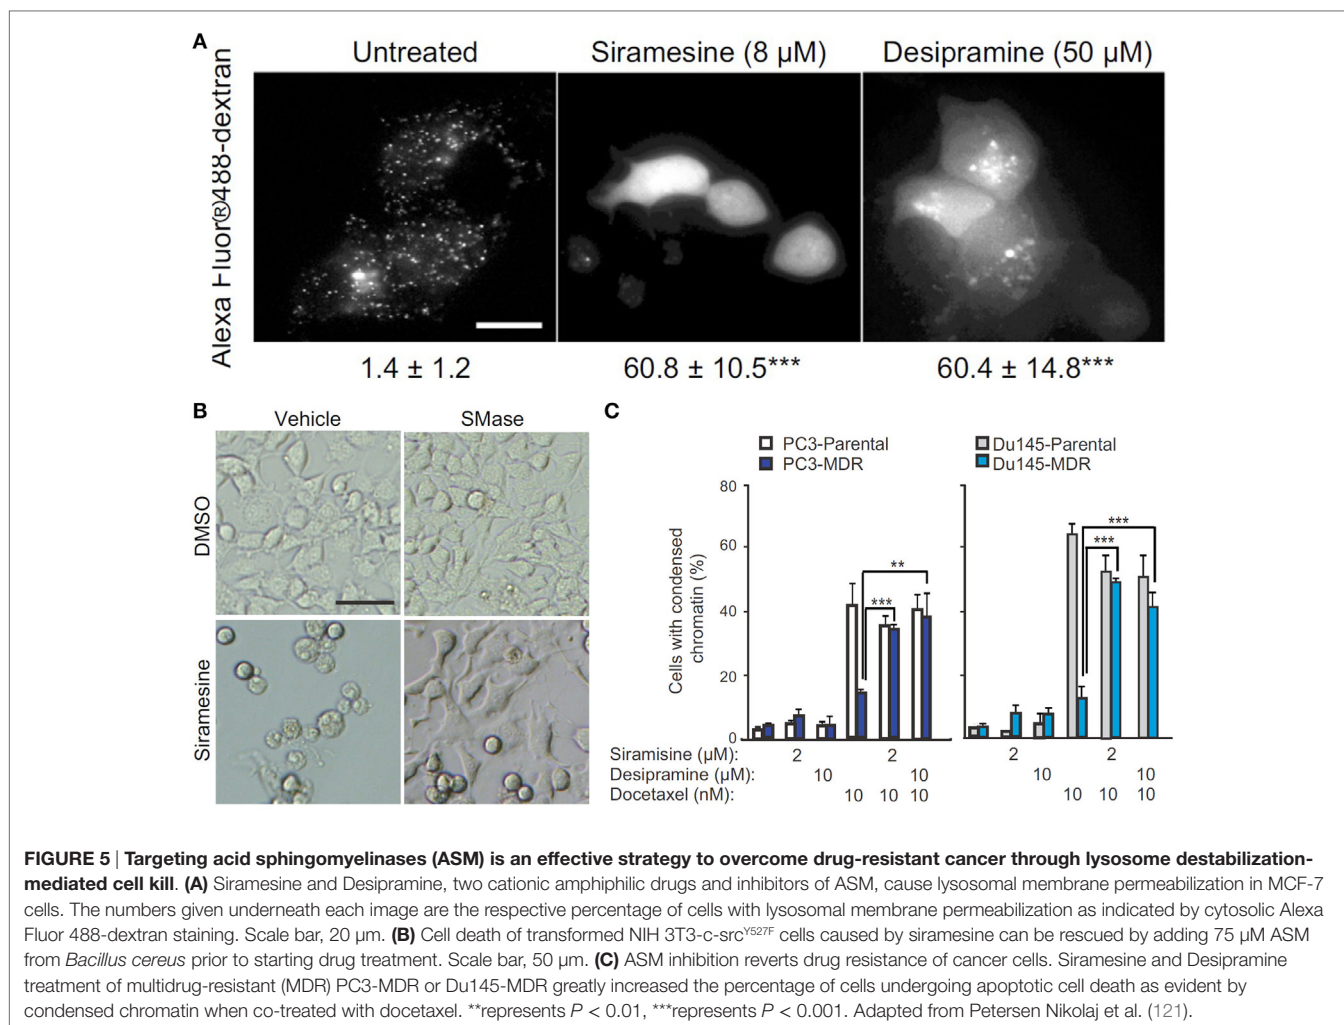 A
Untreated
Siramesine (8 µM)
Desipramine (50 µM)
Alexa Fluor®488-dextran
1.4 ± 1.2
60.8 ± 10.5***
60.4 ± 14.8***
B
Vehicle
SMase
DMSO
Siramesine
C
PC3-Parental
PC3-MDR
Du145-Parental
Du145-MDR
Cells with condensed
chromatin (%)
80
60
40
20
0
***
**
***
***
Siramisine (µM): 2 2 2 2
Desipramine (µM): 10 10 10 10
Docetaxel (nM): 10 10 10 10 10 10
FIGURE 5 | Targeting acid sphingomyelinases (ASM) is an effective strategy to overcome drug-resistant cancer through lysosome destabilization-
mediated cell kill. (A) Siramesine and Desipramine, two cationic amphiphilic drugs and inhibitors of ASM, cause lysosomal membrane permeabilization in MCF-7
cells. The numbers given underneath each image are the respective percentage of cells with lysosomal membrane permeabilization as indicated by cytosolic Alexa
Fluor 488-dextran staining. Scale bar, 20 µm. (B) Cell death of transformed NIH 3T3-c-srcY527F cells caused by siramesine can be rescued by adding 75 µM ASM
from Bacillus cereus prior to starting drug treatment. Scale bar, 50 µm. (C) ASM inhibition reverts drug resistance of cancer cells. Siramesine and Desipramine
treatment of multidrug-resistant (MDR) PC3-MDR or Du145-MDR greatly increased the percentage of cells undergoing apoptotic cell death as evident by
condensed chromatin when co-treated with docetaxel. **represents P < 0.01, ***represents P < 0.001. Adapted from Petersen Nikolaj et al. (121).